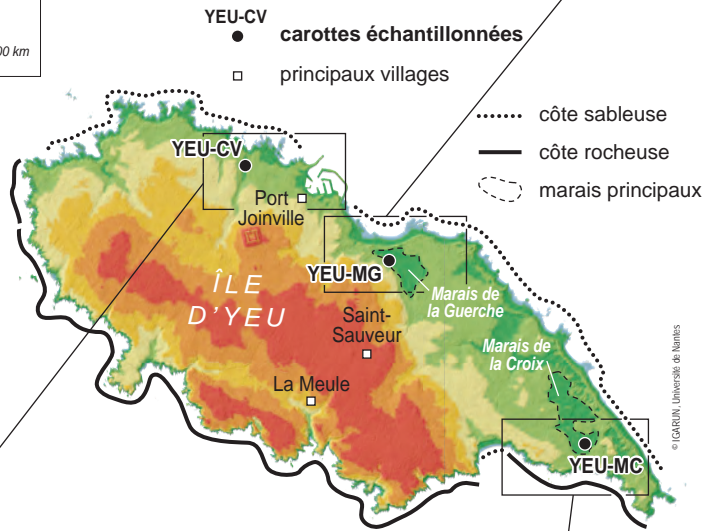 YEU-CV
carottes échantillonnées
principaux villages
côte sableuse
côte rocheuse
marais principaux
YEU-CV
Port
Joinville
YEU-MG
ÎLE
D'YEU
Marais de
la Guerche
Saint-
Sauveur
Marais de
la Croix
La Meule
YEU-MC
© IGARUN, Université de Nantes